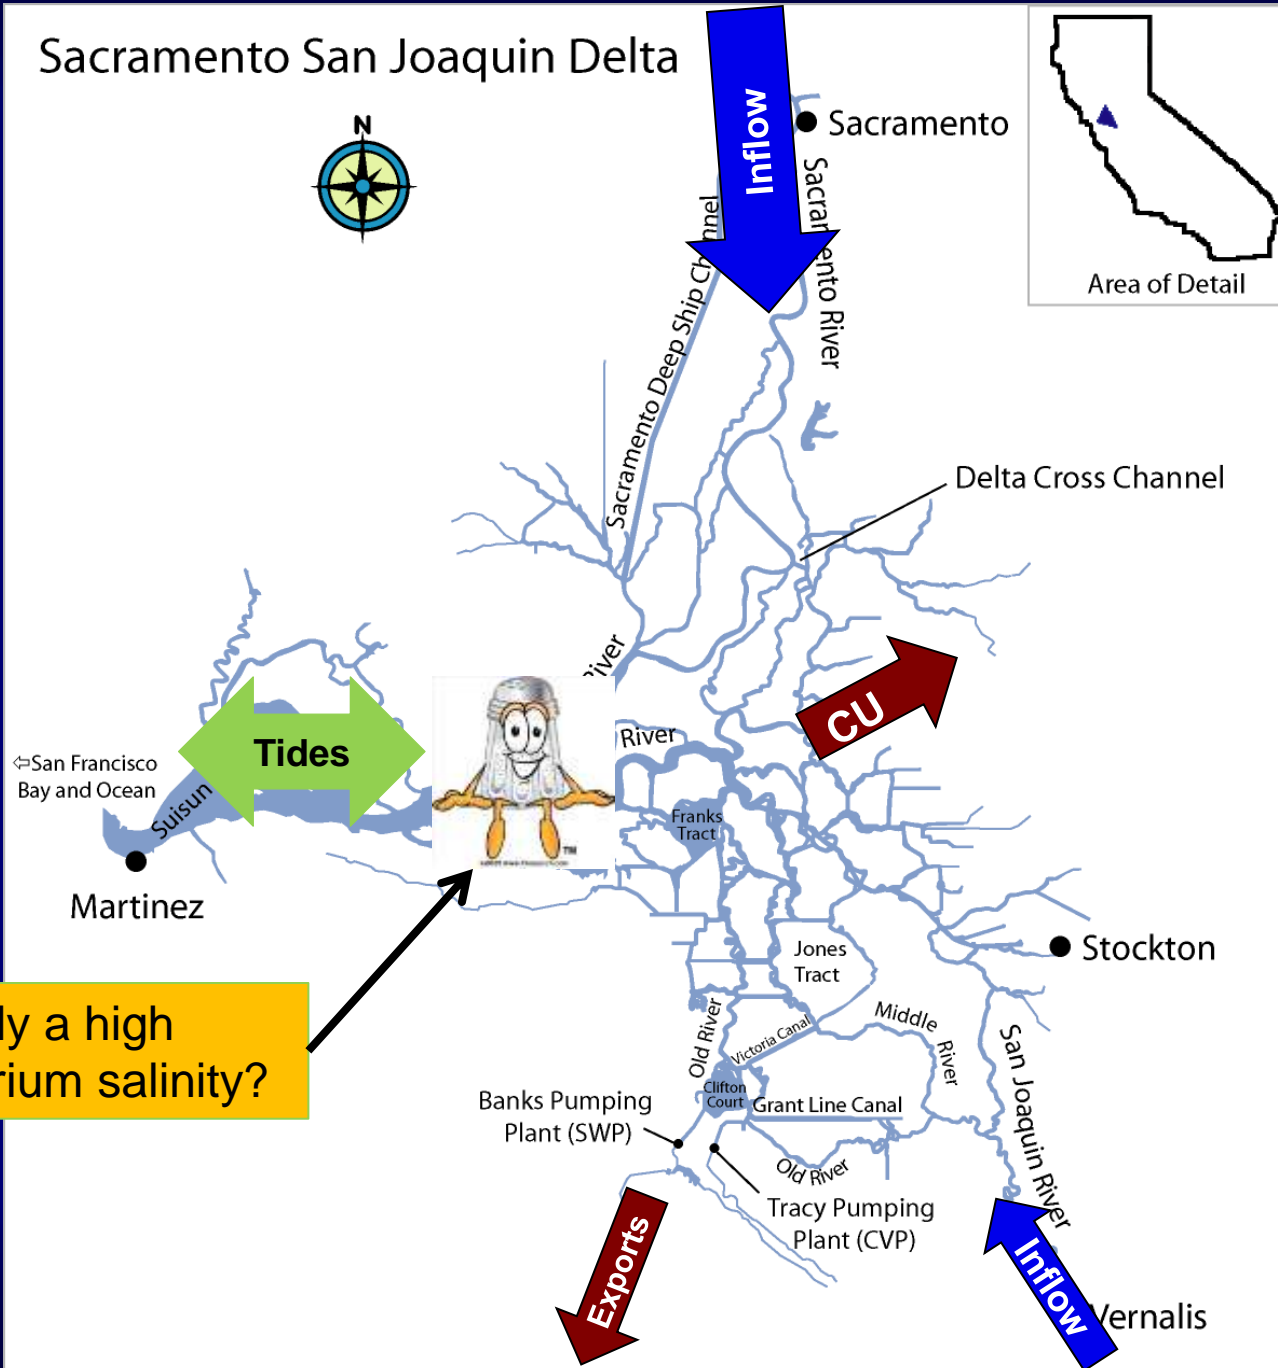 Sacramento San Joaquin Delta
N
Inflow
Sacramento
Area of Detail
Sacramento Deep Ship Channel
Sacramento River
Delta Cross Channel
River
CU
Tides
River
⇦San Francisco
Bay and Ocean
Suisun
Franks
Tract
TM
Martinez
Stockton
Jones
Tract
ly a high
rium salinity?
Old River
Victoria Canal
Middle
River
San Joaquin River
Clifton
Court
Grant Line Canal
Banks Pumping
Plant (SWP)
Old River
Tracy Pumping
Plant (CVP)
Exports
Inflow
Vernalis